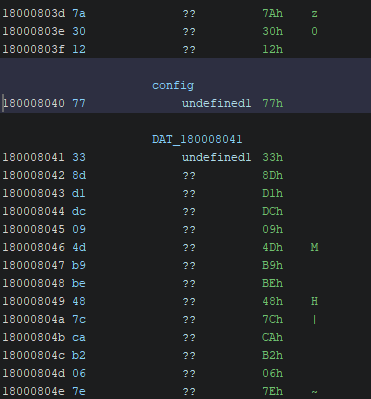 18000803d 7a ?? 7Ah z
18000803e 30 ?? 30h 0
18000803f 12 ?? 12h
config
180008040 77 undefined1 77h
DAT_180008041
180008041 33 undefined1 33h
180008042 8d ?? 8Dh
180008043 d1 ?? D1h
180008044 dc ?? DCh
180008045 09 ?? 09h
180008046 4d ?? 4Dh M
180008047 b9 ?? B9h
180008048 be ?? BEh
180008049 48 ?? 48h H
18000804a 7c ?? 7Ch |
18000804b ca ?? CAh
18000804c b2 ?? B2h
18000804d 06 ?? 06h
18000804e 7e ?? 7Eh ~